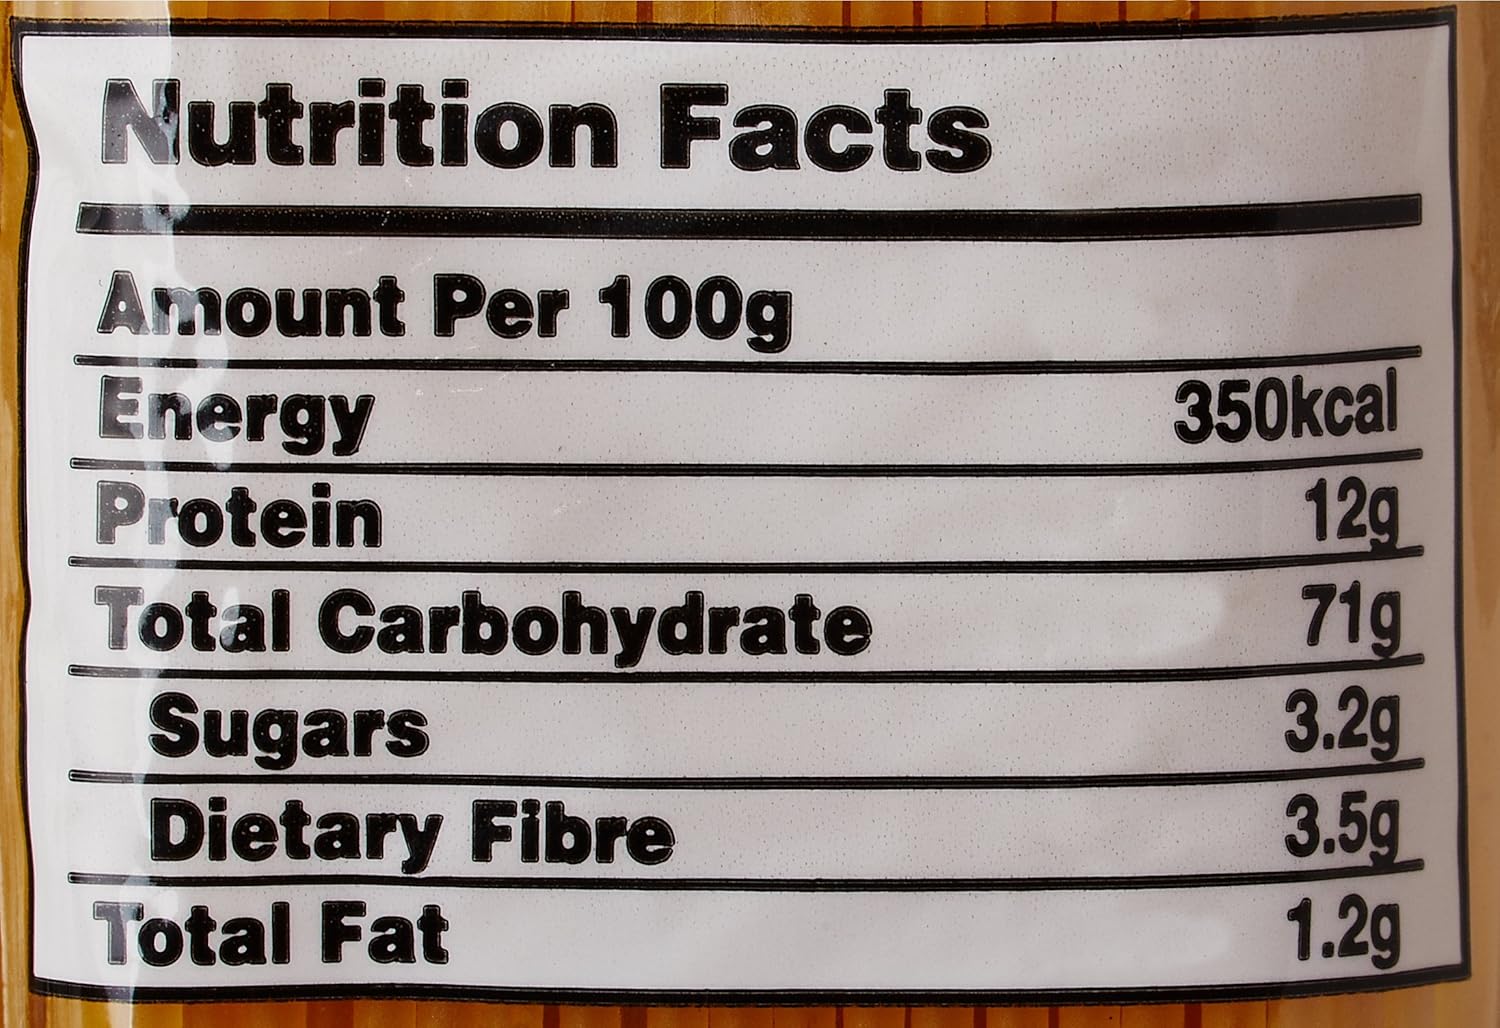 Nutrition Facts
Amount Per 100g
Energy 350kcal
Protein 12g
Total Carbohydrate 71g
Sugars 3.2g
Dietary Fibre 3.5g
Total Fat 1.2g